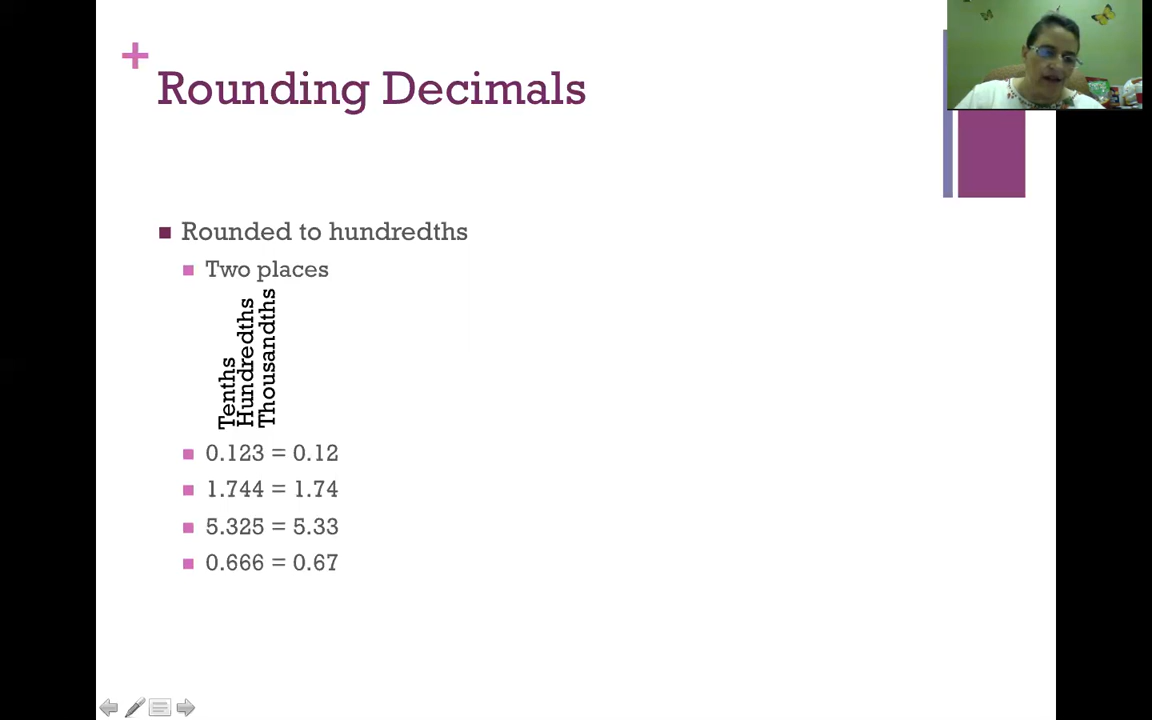 +
Rounding Decimals
Rounded to hundredths
Two places
Tenths
Hundredths
Thousandths
0.123 = 0.12
1.744 = 1.74
5.325 = 5.33
0.666 = 0.67